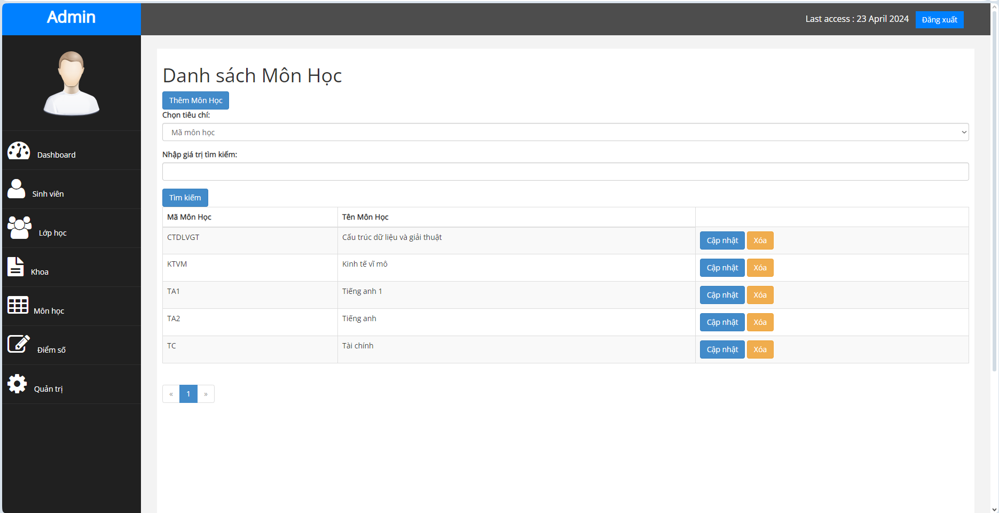 Admin
Last access : 23 April 2024
Đăng xuất
Dashboard
Sinh viên
Lớp học
Khoa
Môn học
Điểm số
Quản trị
Danh sách Môn Học
Thêm Môn Học
Chọn tiêu chí:
Mã môn học
Nhập giá trị tìm kiếm:
Tìm kiếm
Mã Môn Học Tên Môn Học
CTDLVGT Cấu trúc dữ liệu và giải thuật Cập nhật Xóa
KTVM Kinh tế vĩ mô Cập nhật Xóa
TA1 Tiếng anh 1 Cập nhật Xóa
TA2 Tiếng anh Cập nhật Xóa
TC Tài chính Cập nhật Xóa
« 1 »